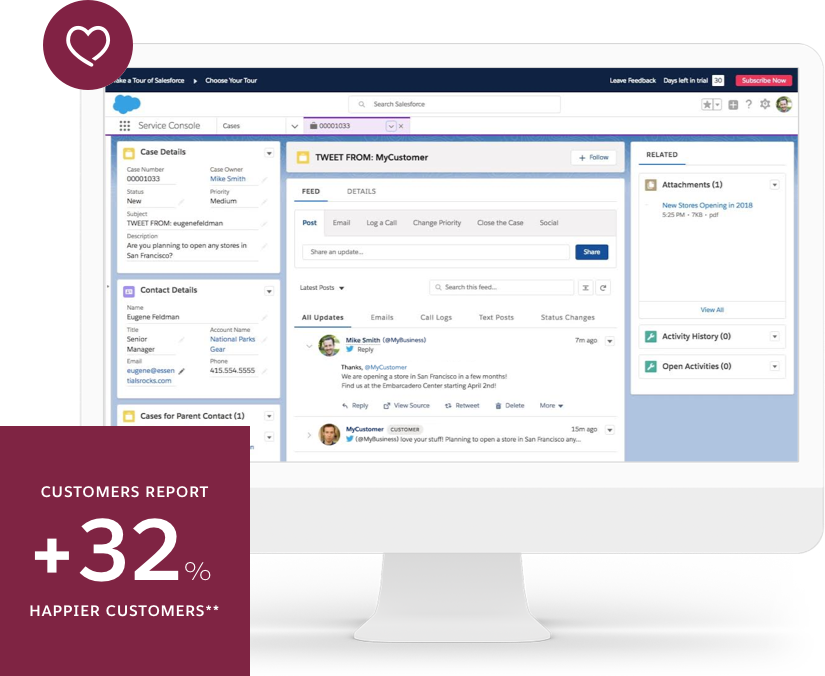 Take a Tour of Salesforce
Choose Your Tour
Leave Feedback
Days left in trial
30
Subscribe Now
Search Salesforce
Service Console
Cases
00001033
Case Details
Case Number
Case Owner
00001033
Mike Smith
Status
Priority
New
Medium
Subject
TWEET FROM: eugenefeldman
Description
Are you planning to open any stores in
San Francisco?
Contact Details
Name
Eugene Feldman
Title
Account Name
Senior
National Parks
Manager
Gear
Email
Phone
eugene@essen
415.554.5555
tialsrocks.com
Cases for Parent Contact (1)
TWEET FROM: MyCustomer
+ Follow
FEED
DETAILS
Post
Email
Log a Call
Change Priority
Close the Case
Social
Share an update...
Share
Latest Posts
Search this feed...
All Updates
Emails
Call Logs
Text Posts
Status Changes
Mike Smith (@MyBusiness)
7m ago
Reply
Thanks, @MyCustomer
We are opening a store in San Francisco in a few months!
Find us at the Embarcadero Center starting April 2nd!
Reply
View Source
Retweet
Delete
More
MyCustomer
CUSTOMER
15m ago
(@MyBusiness) love your stuff! Planning to open a store in San Francisco any...
RELATED
Attachments (1)
New Stores Opening in 2018
5:25 PM • 7KB • pdf
View All
Activity History (0)
Open Activities (0)
CUSTOMERS REPORT
+32%
HAPPIER CUSTOMERS**